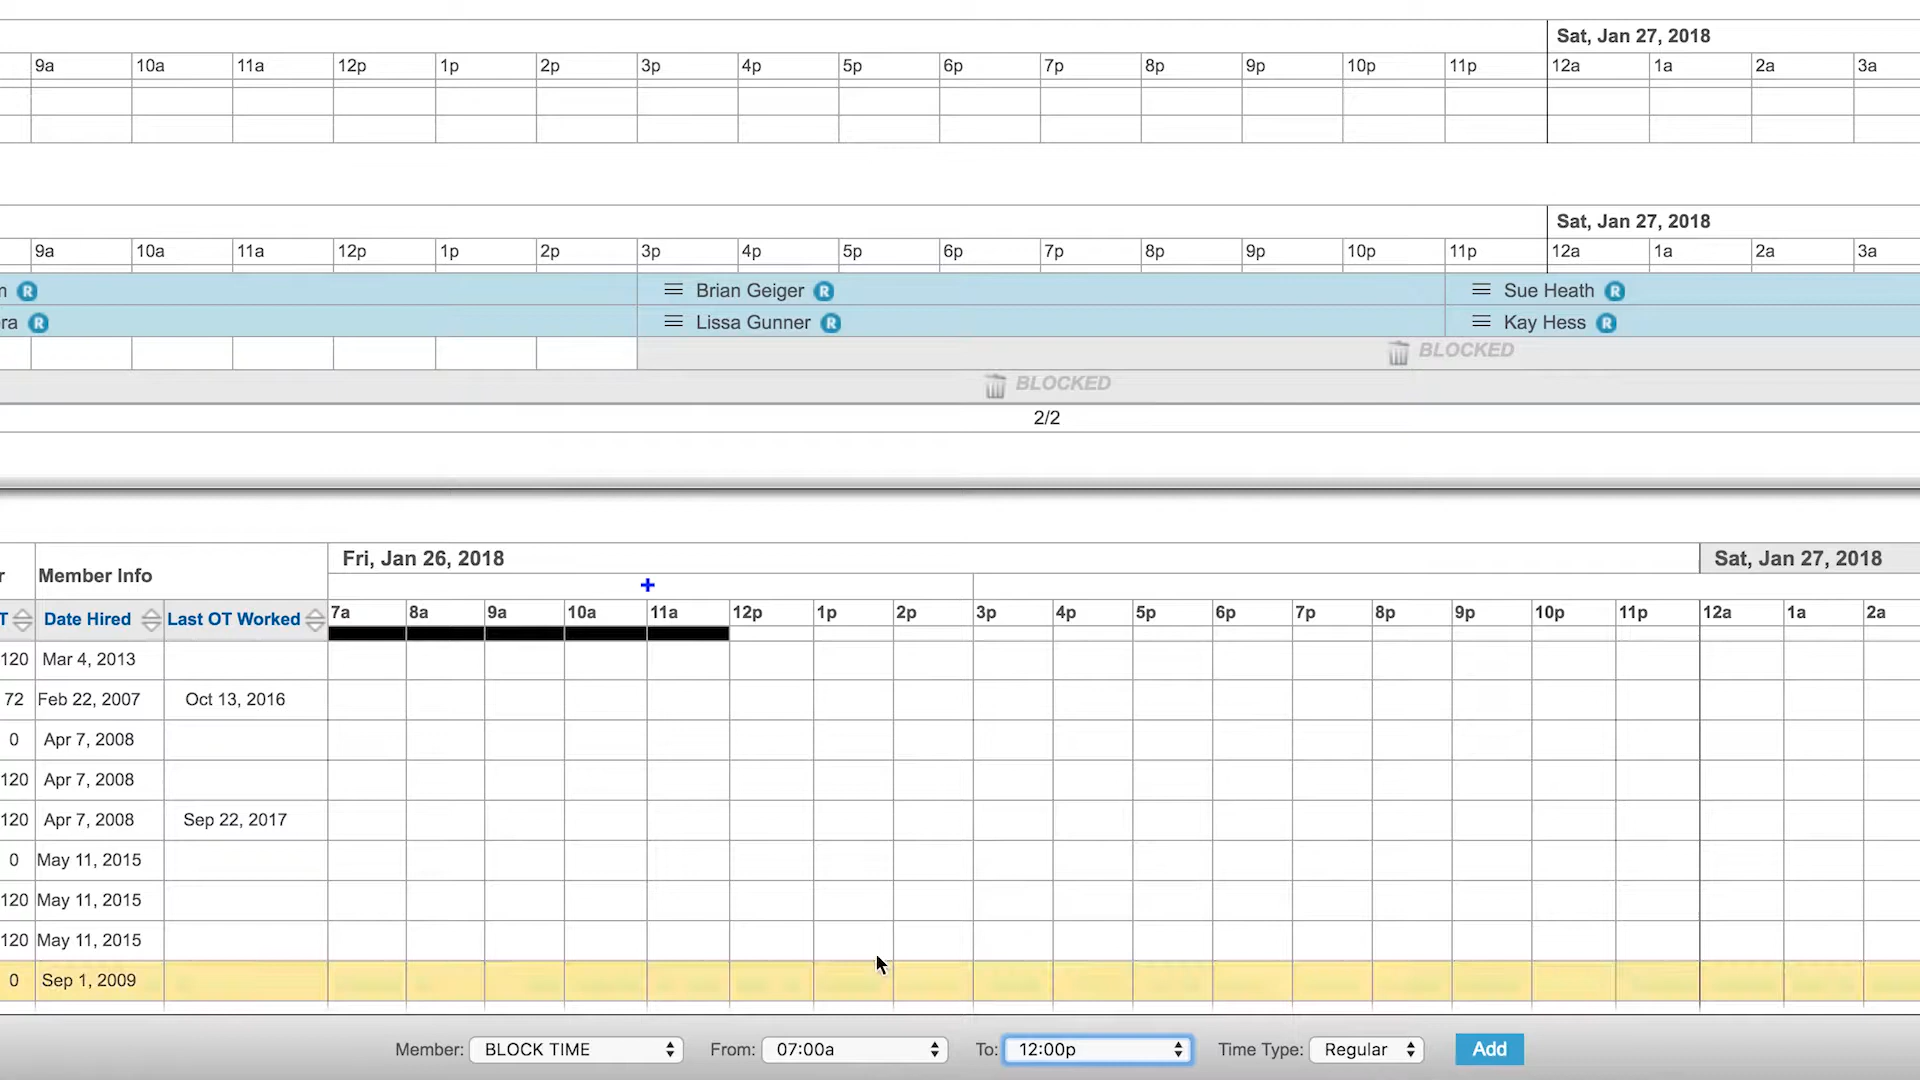 Sat, Jan 27, 2018
9a 10a 11a 12p 1p 2p 3p 4p 5p 6p 7p 8p 9p 10p 11p 12a 1a 2a 3a
Sat, Jan 27, 2018
9a 10a 11a 12p 1p 2p 3p 4p 5p 6p 7p 8p 9p 10p 11p 12a 1a 2a 3a
R Brian Geiger R Sue Heath R
ra R Lissa Gunner R Kay Hess R
BLOCKED
BLOCKED
2/2
Fri, Jan 26, 2018 Sat, Jan 27, 2018
r Member Info +
T Date Hired Last OT Worked 7a 8a 9a 10a 11a 12p 1p 2p 3p 4p 5p 6p 7p 8p 9p 10p 11p 12a 1a 2a
120 Mar 4, 2013
72 Feb 22, 2007 Oct 13, 2016
0 Apr 7, 2008
120 Apr 7, 2008
120 Apr 7, 2008 Sep 22, 2017
0 May 11, 2015
120 May 11, 2015
120 May 11, 2015
0 Sep 1, 2009
Member: BLOCK TIME From: 07:00a To: 12:00p Time Type: Regular Add